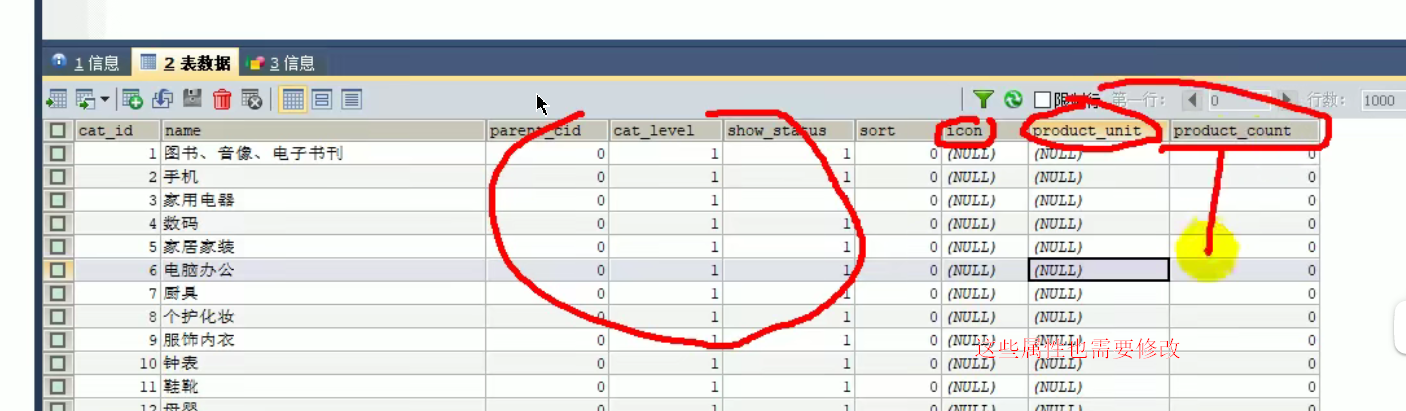 1 信息 2 表数据 3 信息
限制行 第一行: 0 行数: 1000
cat_id name parent_cid cat_level show_status sort icon product_unit product_count
1 图书、音像、电子书刊 0 1 1 0 (NULL) (NULL) 0
2 手机 0 1 1 0 (NULL) (NULL) 0
3 家用电器 0 1 0 (NULL) (NULL) 0
4 数码 0 1 1 0 (NULL) (NULL) 0
5 家居家装 0 1 1 0 (NULL) (NULL) 0
6 电脑办公 0 1 1 0 (NULL) (NULL) 0
7 厨具 0 1 1 0 (NULL) (NULL) 0
8 个护化妆 0 1 1 0 (NULL) (NULL) 0
9 服饰内衣 0 1 1 0 (NULL) (NULL) 0
这些属性也需要修改
10 钟表 0 1 1 0 (NULL) (NULL) 0
11 鞋靴 0 1 1 0 (NULL) (NULL) 0
12 母婴 0 1 1 0 (NULL) (NULL) 0